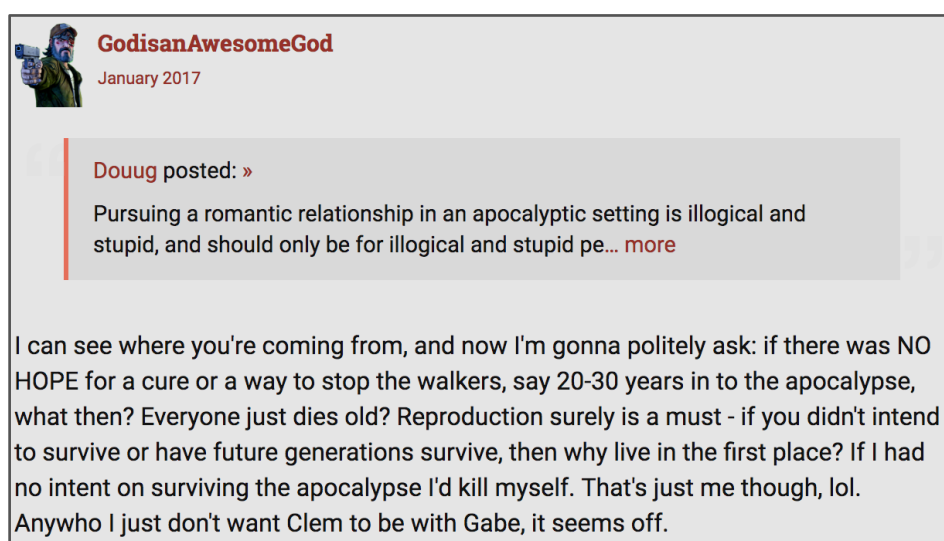 GodisanAwesomeGod
January 2017
Douug posted: »
Pursuing a romantic relationship in an apocalyptic setting is illogical and
stupid, and should only be for illogical and stupid pe… more
I can see where you're coming from, and now I'm gonna politely ask: if there was NO
HOPE for a cure or a way to stop the walkers, say 20-30 years in to the apocalypse,
what then? Everyone just dies old? Reproduction surely is a must - if you didn't intend
to survive or have future generations survive, then why live in the first place? If I had
no intent on surviving the apocalypse I'd kill myself. That's just me though, lol.
Anywho I just don't want Clem to be with Gabe, it seems off.